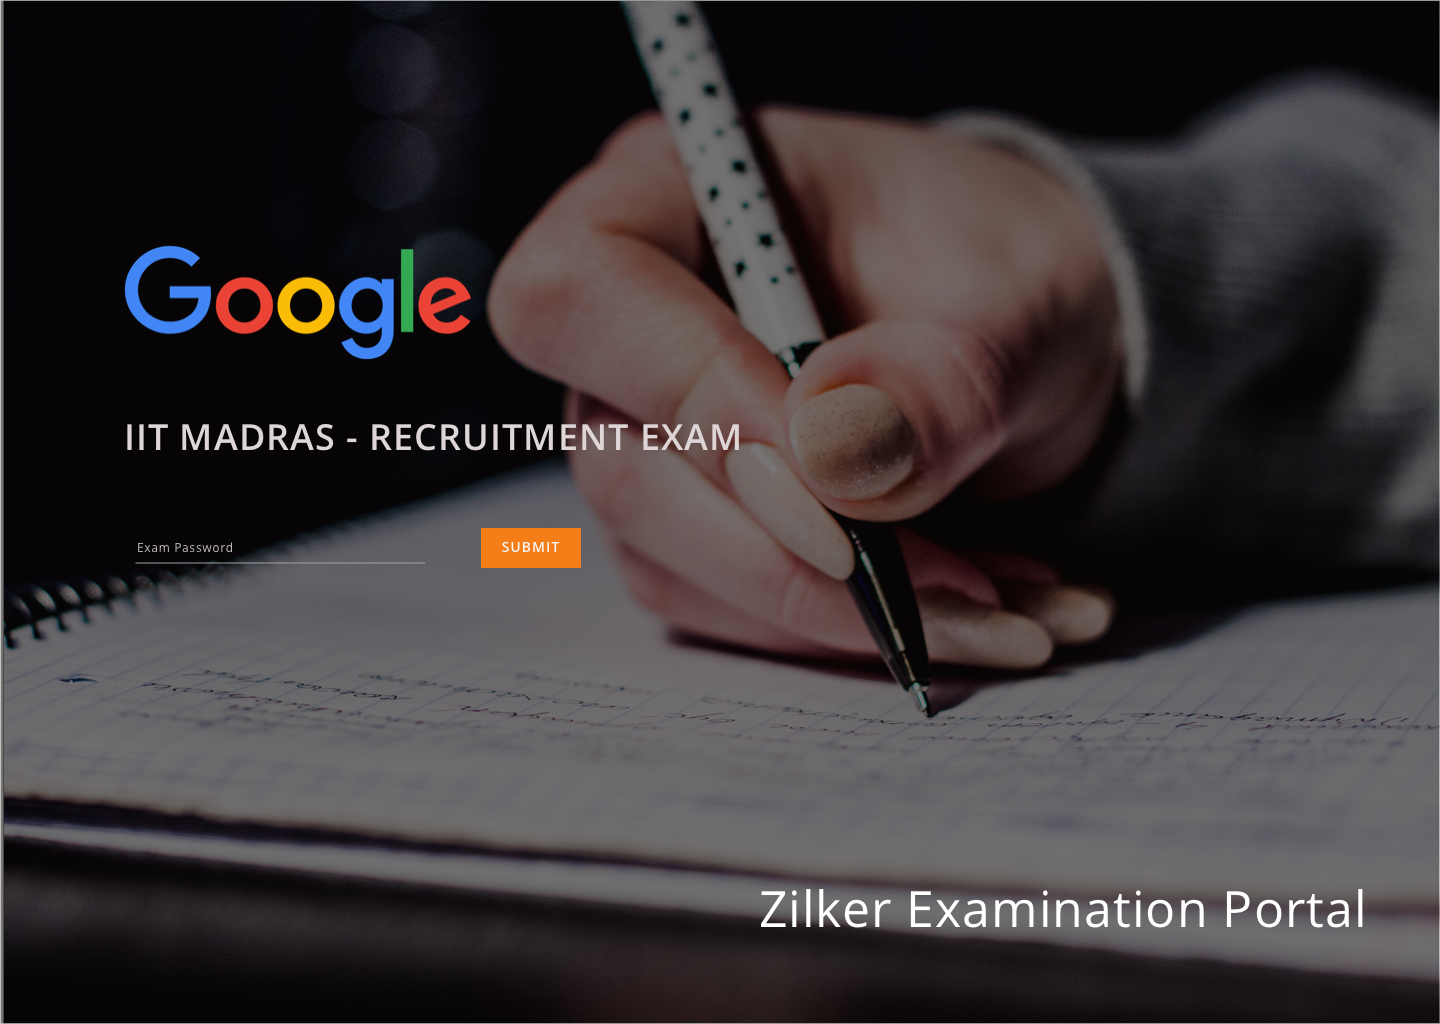 Google
IIT MADRAS - RECRUITMENT EXAM
Exam Password
SUBMIT
Zilker Examination Portal